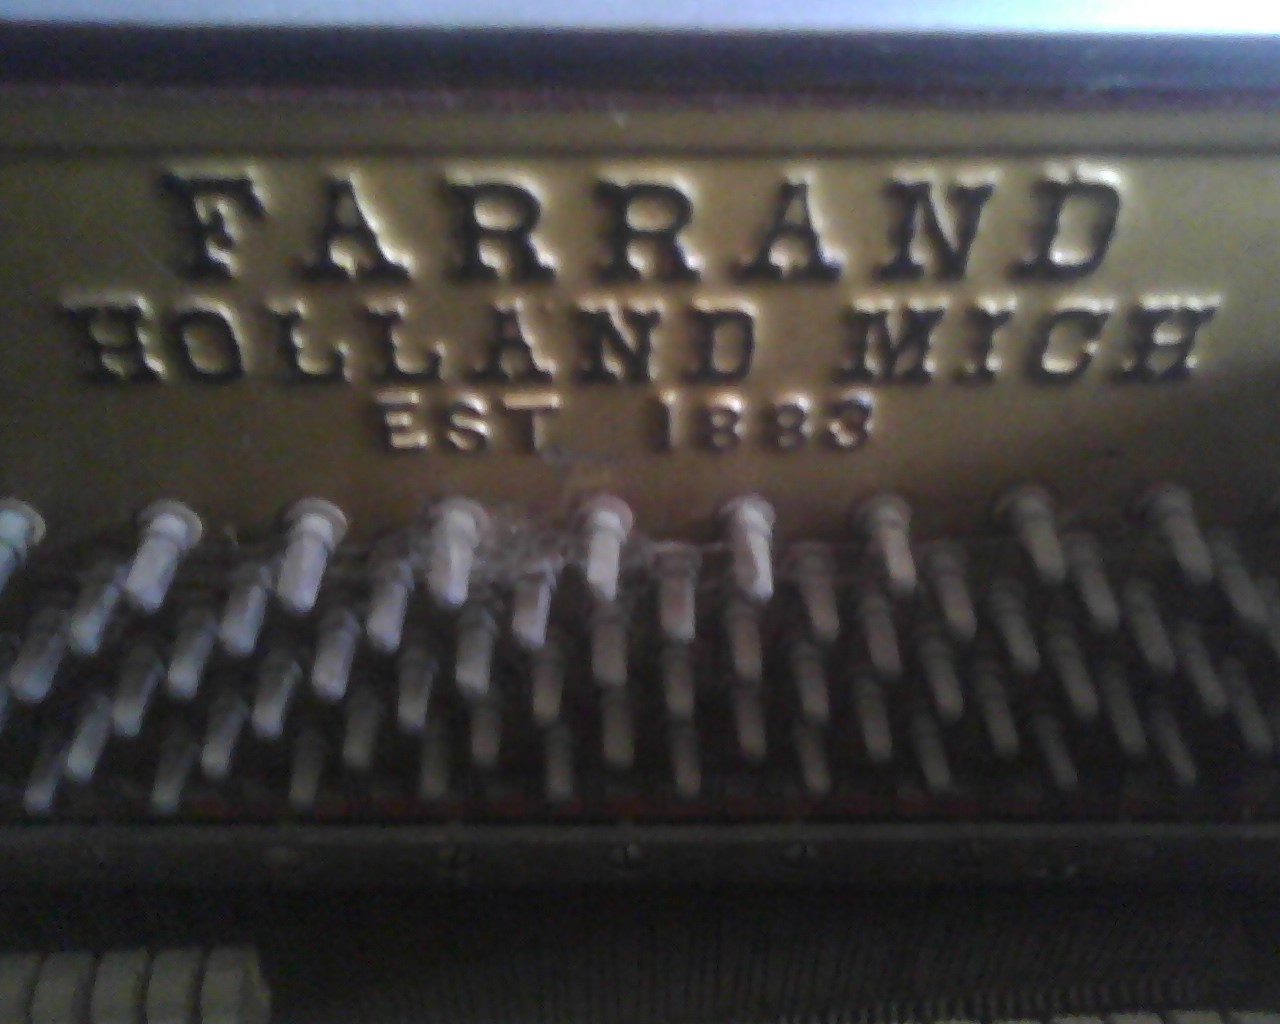 FARRAND
HOLLAND MICH
EST 1883